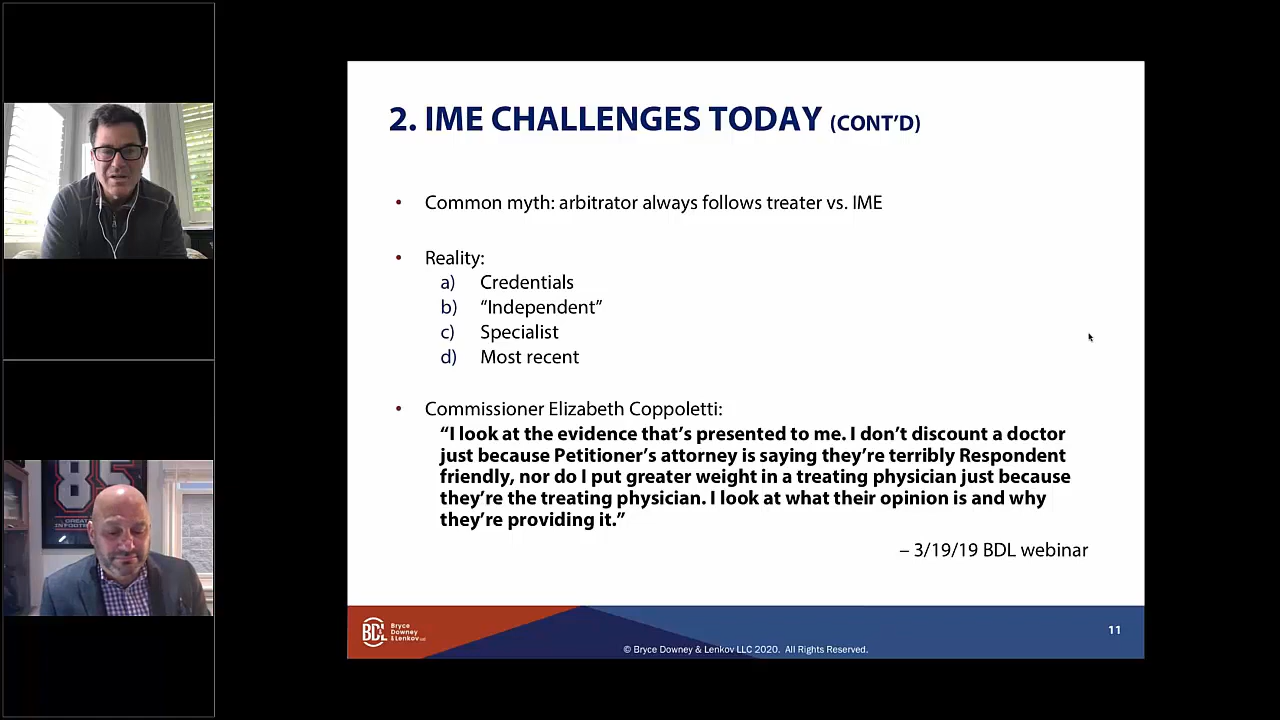 2. IME CHALLENGES TODAY (CONT'D)
• Common myth: arbitrator always follows treater vs. IME
• Reality:
a) Credentials
b) “Independent”
c) Specialist
d) Most recent
• Commissioner Elizabeth Coppoletti:
“I look at the evidence that’s presented to me. I don’t discount a doctor
just because Petitioner’s attorney is saying they’re terribly Respondent
friendly, nor do I put greater weight in a treating physician just because
they’re the treating physician. I look at what their opinion is and why
they’re providing it.”
– 3/19/19 BDL webinar
BDL
Bryce
Downey
& Lenkov LLC
11
© Bryce Downey & Lenkov LLC 2020. All Rights Reserved.
85